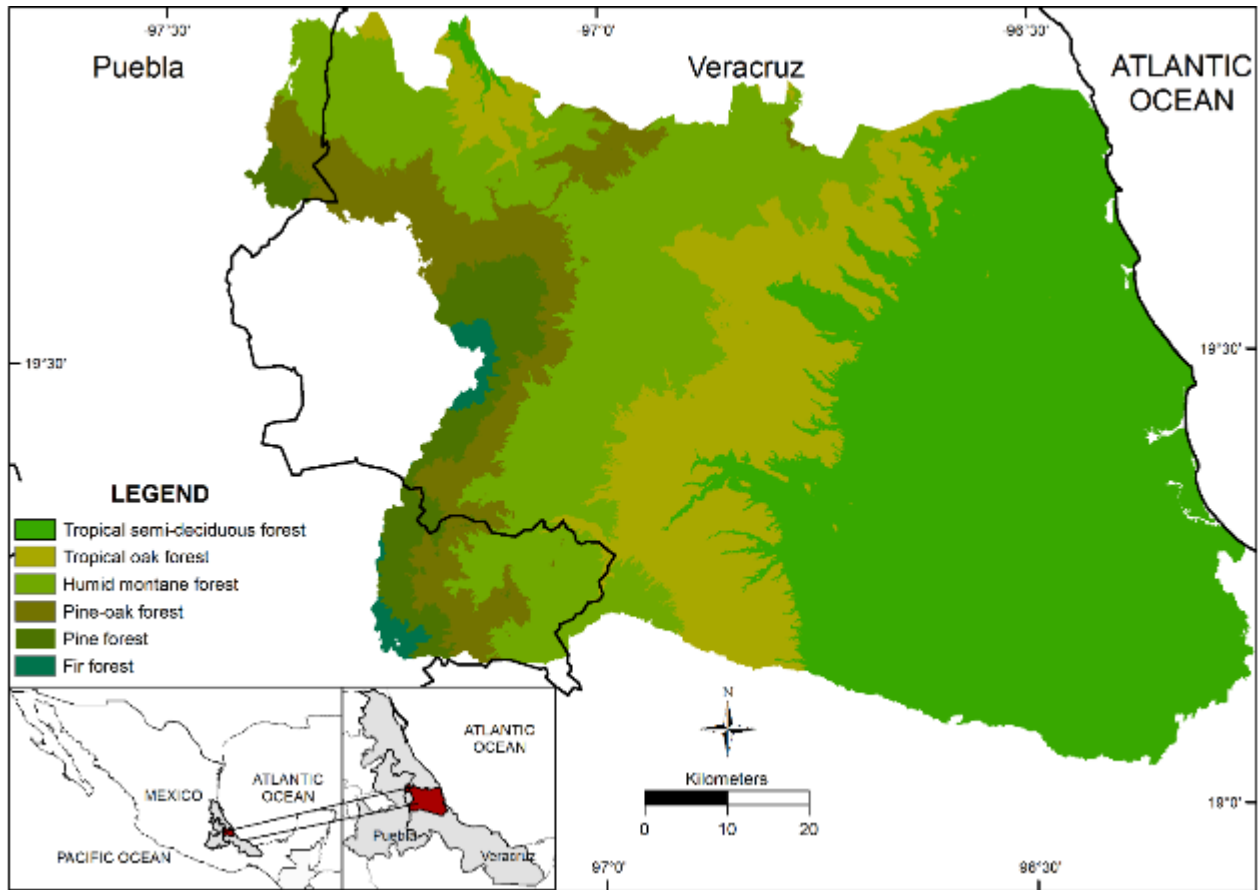 -97°30'
-97°0'
-96°30'
Puebla
Veracruz
ATLANTIC
OCEAN
19°30'
19°30'
LEGEND
Tropical semi-deciduous forest
Tropical oak forest
Humid montane forest
Pine-oak forest
Pine forest
Fir forest
MEXICO
ATLANTIC
OCEAN
PACIFIC OCEAN
ATLANTIC
OCEAN
Puebla
Veracruz
N
Kilometers
0 10 20
19°0'
97°0'
96°30'